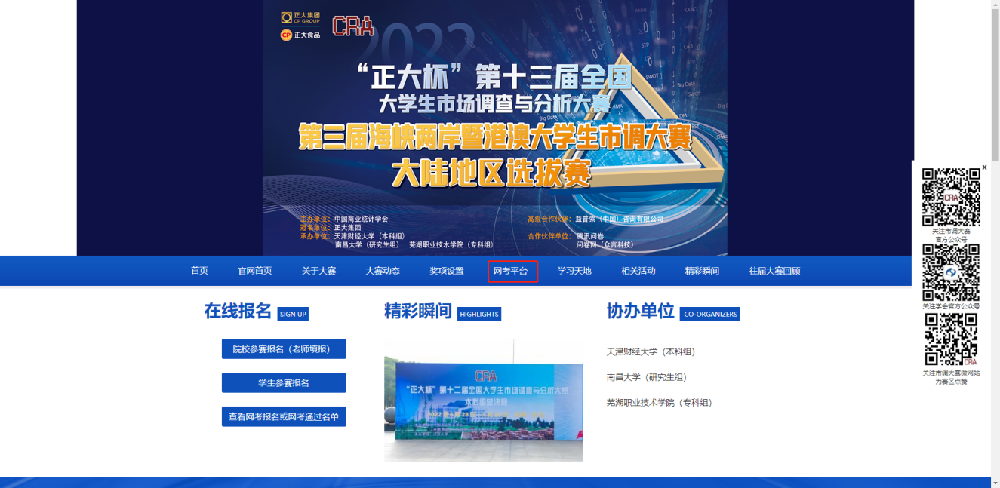 正大集团
CP GROUP
CP 正大食品
CRA
2022
“正大杯”第十三届全国
大学生市场调查与分析大赛
第三届海峡两岸暨港澳大学生市调大赛
大陆地区选拔赛
ANNs
KANO
STP
C4.5
SWOT
Big Data
SWOT
Big Data
DM
主办单位：中国商业统计学会
冠名单位：正大集团
承办单位：天津财经大学（本科组）
南昌大学（研究生组） 芜湖职业技术学院（专科组）
高级合作伙伴：益普索（中国）咨询有限公司
合作伙伴单位：腾讯问卷
问卷网（众言科技）
首页 官网首页 关于大赛 大赛动态 奖项设置 网考平台 学习天地 相关活动 精彩瞬间 往届大赛回顾
在线报名 SIGN UP
院校参赛报名（老师填报）
学生参赛报名
查看网考报名或网考通过名单
精彩瞬间 HIGHLIGHTS
CRA
“正大杯”第十二届全国大学生市场调查与分析大赛
本科组总决赛
协办单位 CO-ORGANIZERS
天津财经大学（本科组）
南昌大学（研究生组）
芜湖职业技术学院（专科组）
x
CRA
关注市调大赛
官方公众号
关注学会官方公众号
CRA
关注市调大赛微网站
为赛区点赞